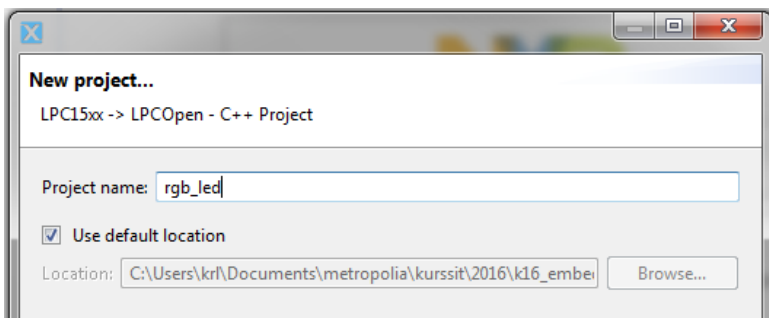 New project...
LPC15xx -> LPCOpen - C++ Project
Project name: rgb_led
Use default location
Location: C:\Users\krl\Documents\metropolia\kurssit\2016\k16_embe Browse...